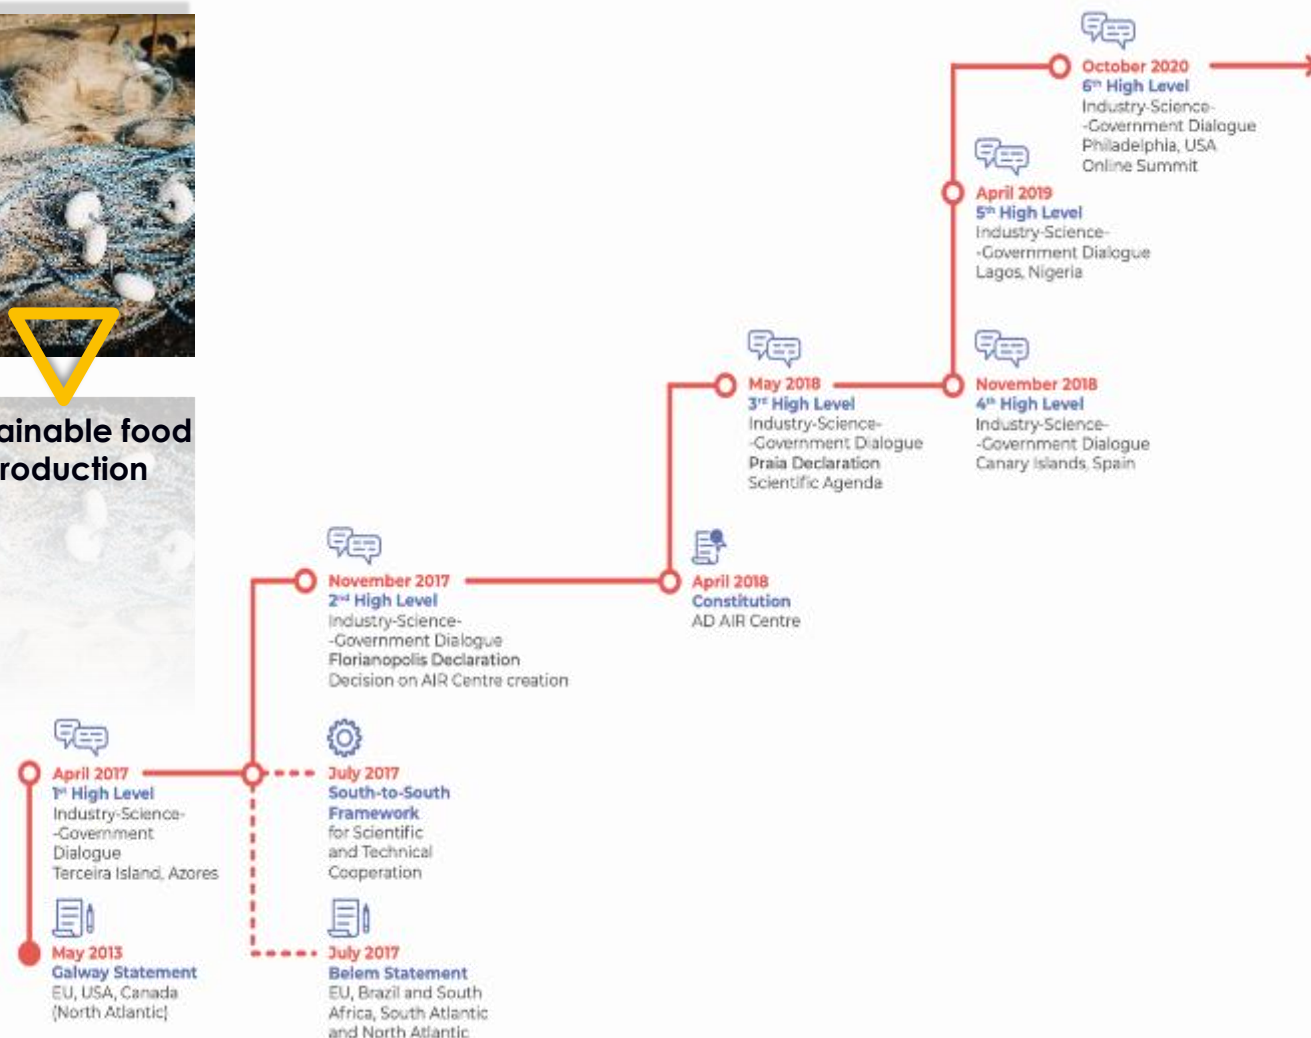 October 2020
6th High Level
Industry-Science-
-Government Dialogue
Philadelphia, USA
Online Summit
April 2019
5th High Level
Industry-Science-
-Government Dialogue
Lagos, Nigeria
May 2018
3rd High Level
Industry-Science-
-Government Dialogue
Praia Declaration
Scientific Agenda
November 2018
4th High Level
Industry-Science-
-Government Dialogue
Canary Islands, Spain
ainable food
roduction
November 2017
2nd High Level
Industry-Science-
-Government Dialogue
Florianopolis Declaration
Decision on AIR Centre creation
April 2018
Constitution
AD AIR Centre
April 2017
1st High Level
Industry-Science-
-Government
Dialogue
Terceira Island, Azores
July 2017
South-to-South
Framework
for Scientific
and Technical
Cooperation
May 2013
Galway Statement
EU, USA, Canada
(North Atlantic)
July 2017
Belem Statement
EU, Brazil and South
Africa, South Atlantic
and North Atlantic